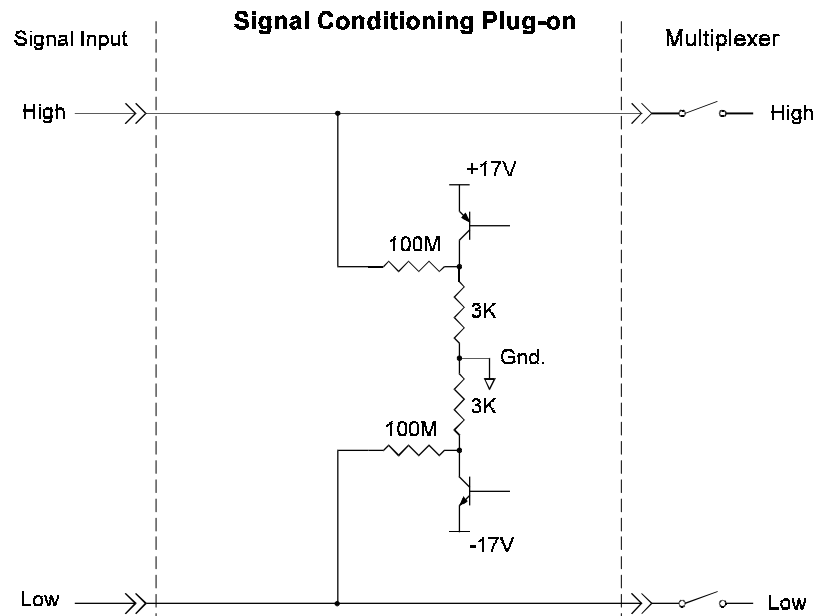 Signal Conditioning Plug-on
Signal Input
Multiplexer
High
High
+17V
100M
3K
Gnd.
3K
100M
-17V
Low
Low